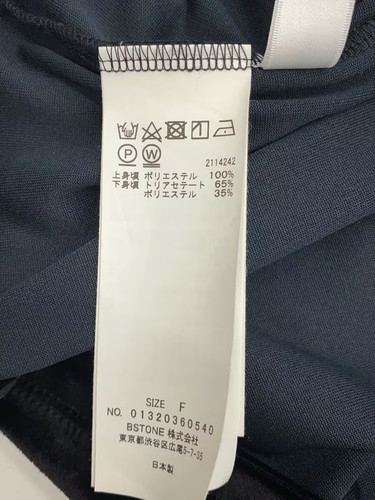 P W
2114242
上身頃 ポリエステル 100%
下身頃 トリアセテート 65%
ポリエステル 35%
SIZE F
NO. 01320360540
BSTONE 株式会社
東京都渋谷区広尾5-7-35
日本製